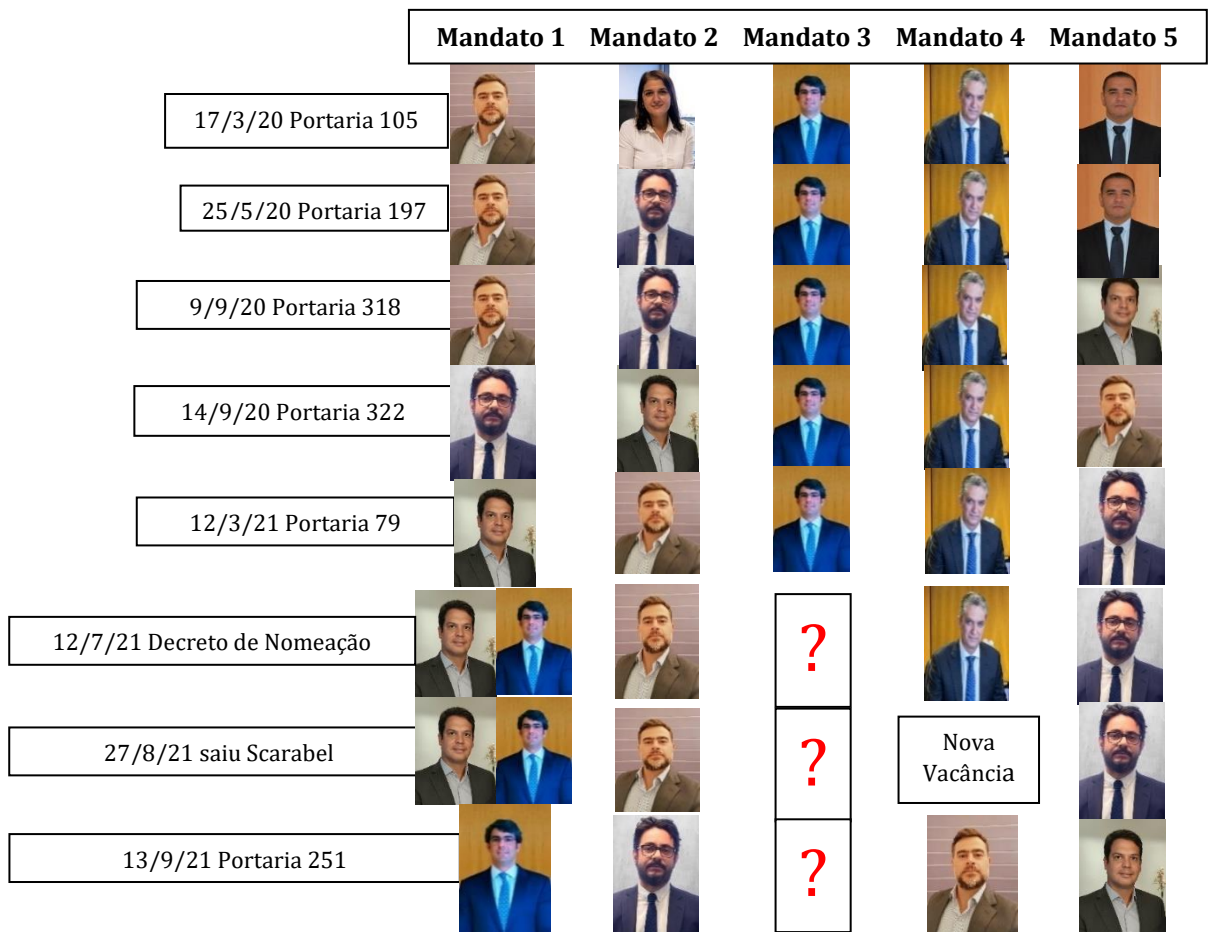 Mandato 1 Mandato 2 Mandato 3 Mandato 4 Mandato 5
17/3/20 Portaria 105
25/5/20 Portaria 197
9/9/20 Portaria 318
14/9/20 Portaria 322
12/3/21 Portaria 79
12/7/21 Decreto de Nomeação
?
27/8/21 saiu Scarabel
?
Nova
Vacância
13/9/21 Portaria 251
?